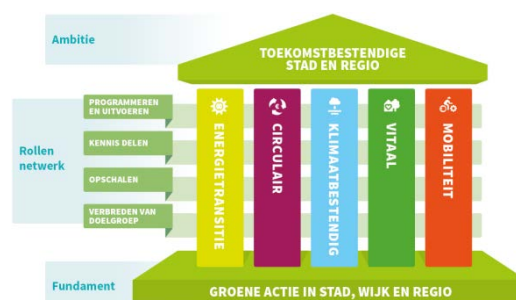 Ambitie
TOEKOMSTBESTENDIGE
STAD EN REGIO
Rollen
netwerk
PROGRAMMEREN
EN UITVOEREN
KENNIS DELEN
OPSCHALEN
VERBREDEN VAN
DOELGROEP
ENERGIETRANSITIE
CIRCULAIR
KLIMAATBESTENDIG
VITAAL
MOBILITEIT
Fundament
GROENE ACTIE IN STAD, WIJK EN REGIO